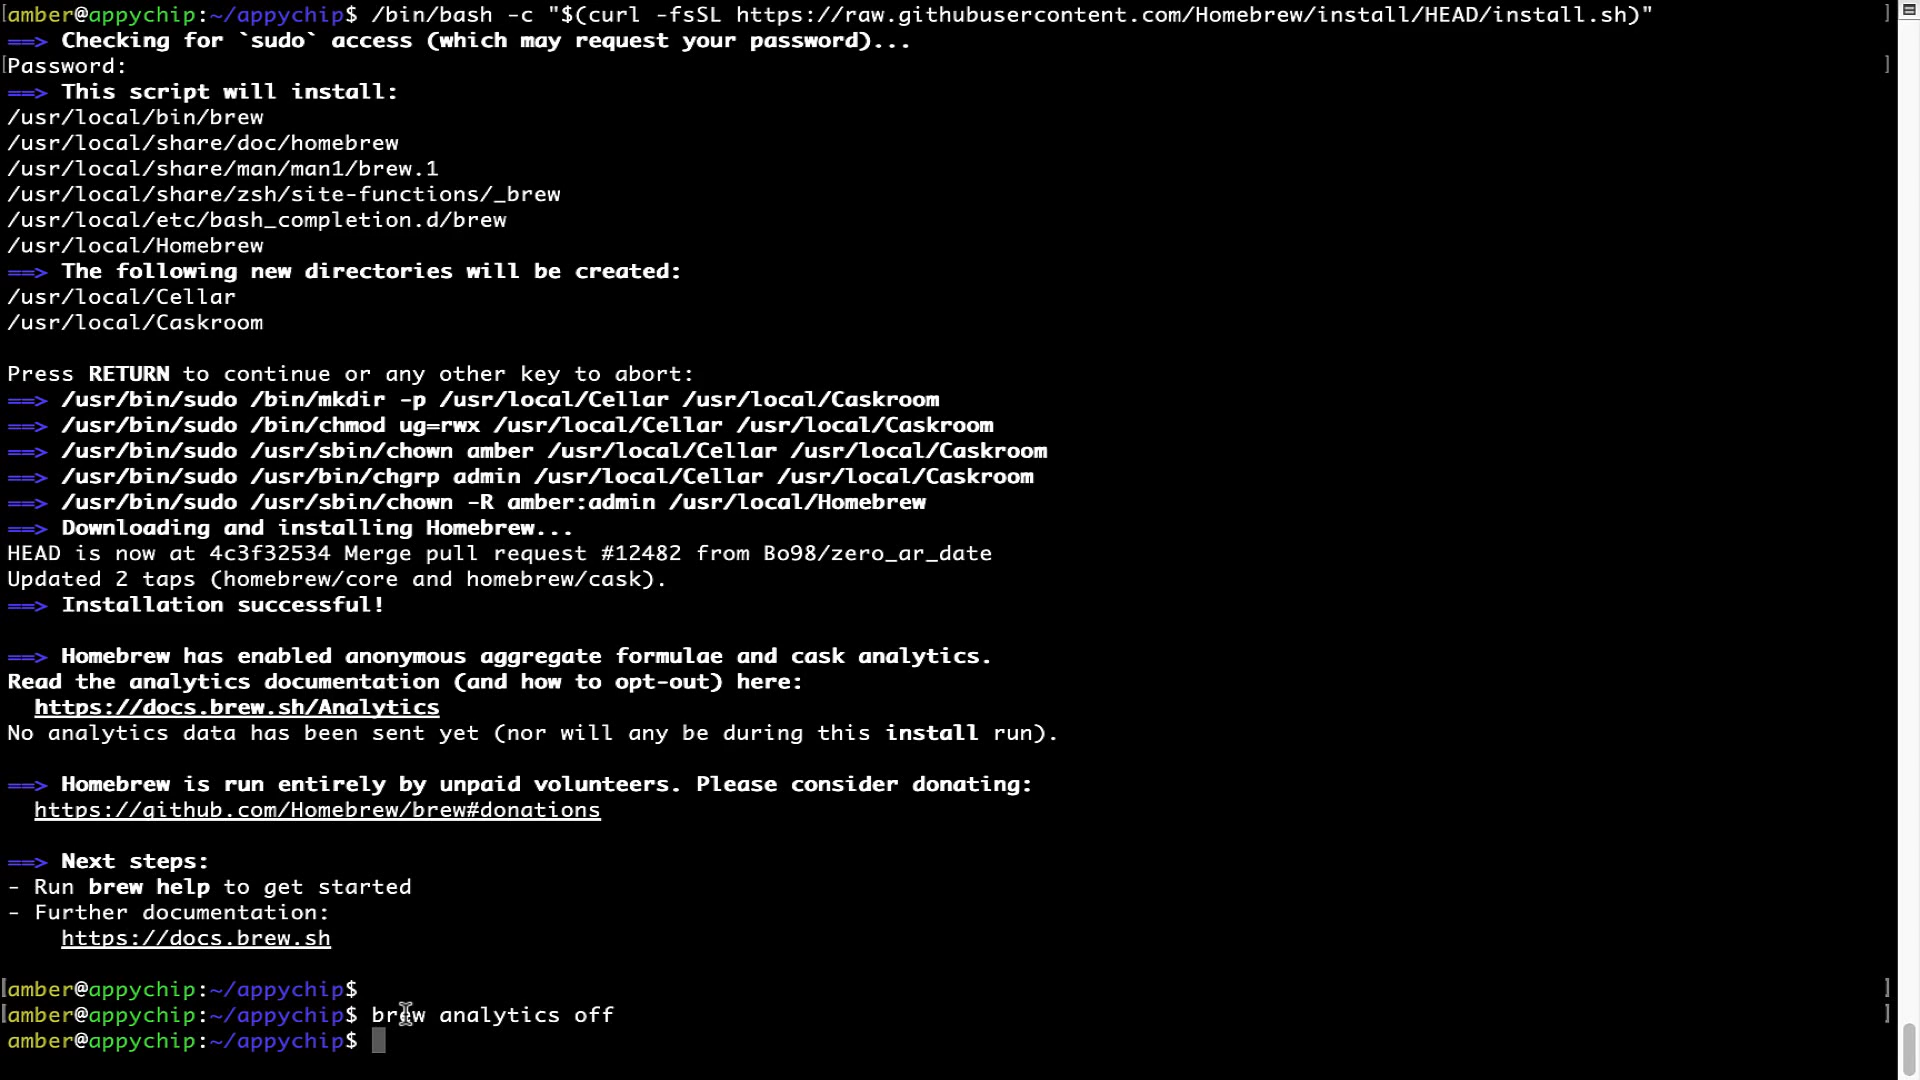 [amber@appychip:~/appychip$ /bin/bash -c "$(curl -fsSL https://raw.githubusercontent.com/Homebrew/install/HEAD/install.sh)" ]
==> Checking for `sudo` access (which may request your password)...
[Password: ]
==> This script will install:
/usr/local/bin/brew
/usr/local/share/doc/homebrew
/usr/local/share/man/man1/brew.1
/usr/local/share/zsh/site-functions/_brew
/usr/local/etc/bash_completion.d/brew
/usr/local/Homebrew
==> The following new directories will be created:
/usr/local/Cellar
/usr/local/Caskroom
Press RETURN to continue or any other key to abort:
==> /usr/bin/sudo /bin/mkdir -p /usr/local/Cellar /usr/local/Caskroom
==> /usr/bin/sudo /bin/chmod ug=rwx /usr/local/Cellar /usr/local/Caskroom
==> /usr/bin/sudo /usr/sbin/chown amber /usr/local/Cellar /usr/local/Caskroom
==> /usr/bin/sudo /usr/bin/chgrp admin /usr/local/Cellar /usr/local/Caskroom
==> /usr/bin/sudo /usr/sbin/chown -R amber:admin /usr/local/Homebrew
==> Downloading and installing Homebrew...
HEAD is now at 4c3f32534 Merge pull request #12482 from Bo98/zero_ar_date
Updated 2 taps (homebrew/core and homebrew/cask).
==> Installation successful!
==> Homebrew has enabled anonymous aggregate formulae and cask analytics.
Read the analytics documentation (and how to opt-out) here:
https://docs.brew.sh/Analytics
No analytics data has been sent yet (nor will any be during this install run).
==> Homebrew is run entirely by unpaid volunteers. Please consider donating:
https://github.com/Homebrew/brew#donations
==> Next steps:
- Run brew help to get started
- Further documentation:
https://docs.brew.sh
[amber@appychip:~/appychip$ ]
[amber@appychip:~/appychip$ brew analytics off ]
amber@appychip:~/appychip$